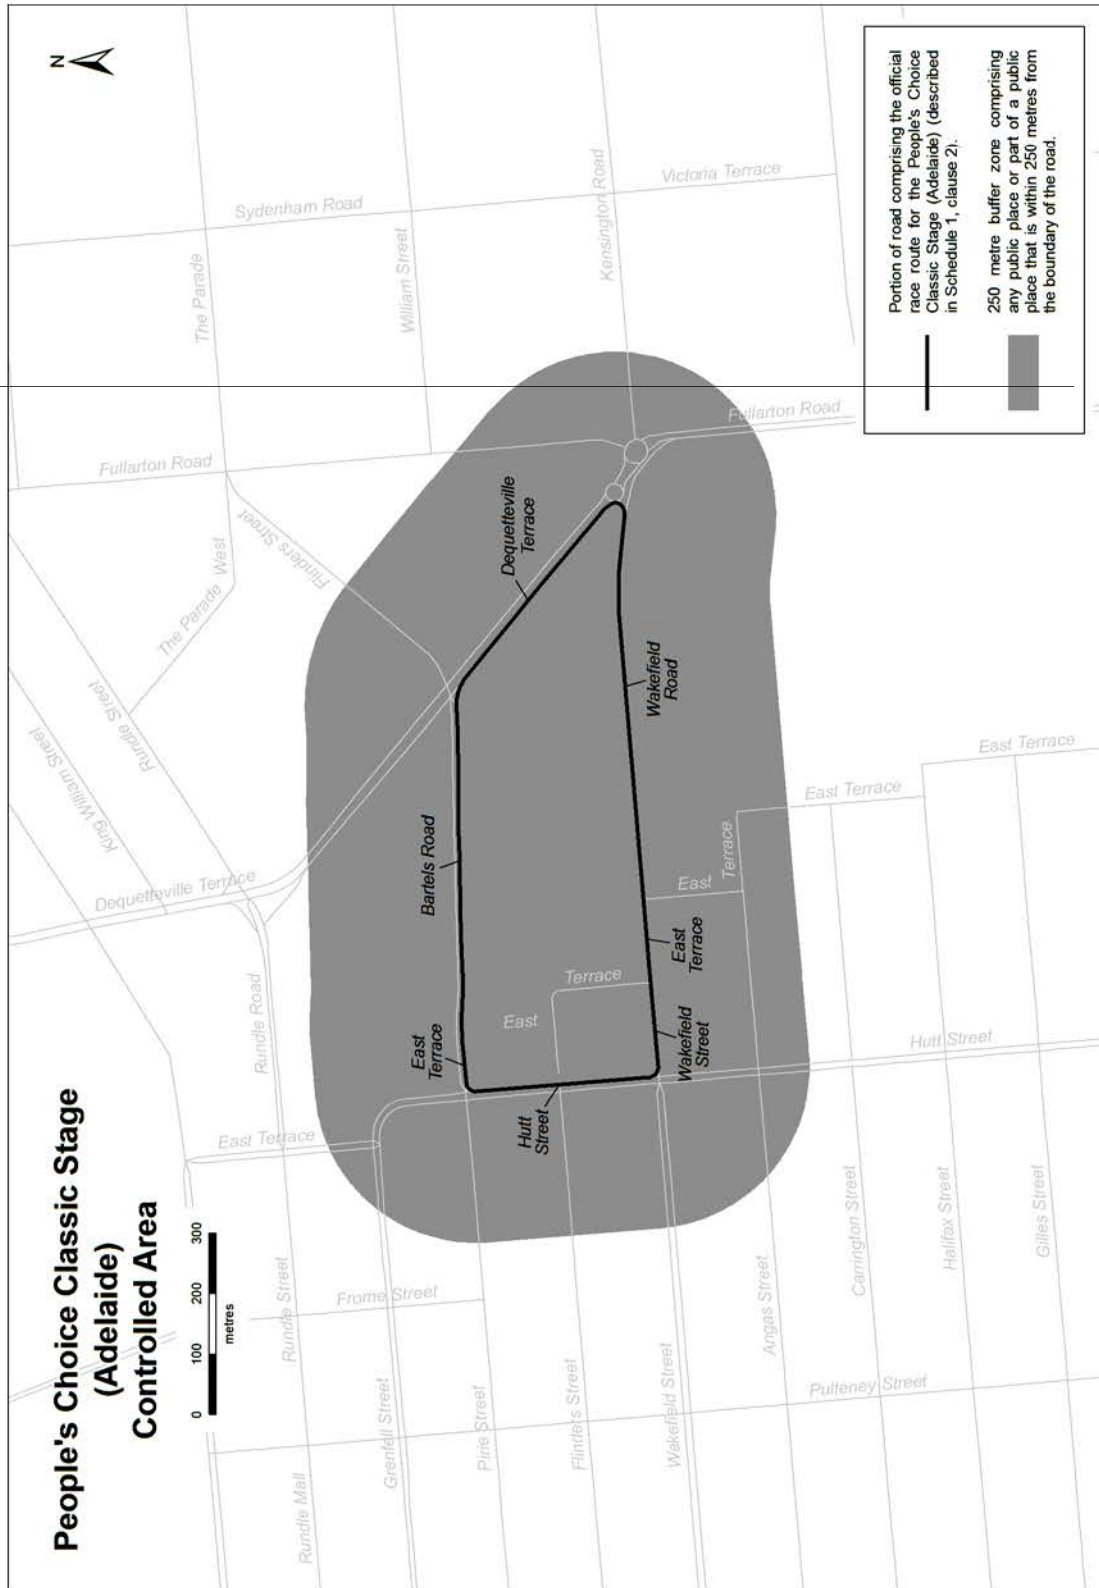 People's Choice Classic Stage
(Adelaide)
Controlled Area
0 100 200 300
metres
N
Portion of road comprising the official
race route for the People's Choice
Classic Stage (Adelaide) (described
in Schedule 1, clause 2).
250 metre buffer zone comprising
any public place or part of a public
place that is within 250 metres from
the boundary of the road.
King William Street
Rundle Street
The Parade West
Fullarton Road
The Parade
Sydenham Road
Dequetteville Terrace
Flinders Street
William Street
Rundle Road
East Terrace
Rundle Street
Rundle Mall
Frome Street
Grenfell Street
Pirie Street
Flinders Street
Wakefield Street
East
Terrace
Bartels Road
Dequetteville
Terrace
Kensington Road
Victoria Terrace
Fullarton Road
Hutt
Street
East
Terrace
Wakefield
Street
East
Terrace
Wakefield
Road
East
Terrace
East Terrace
East Terrace
Hutt Street
Angas Street
Carrington Street
Halifax Street
Gilles Street
Pulteney Street